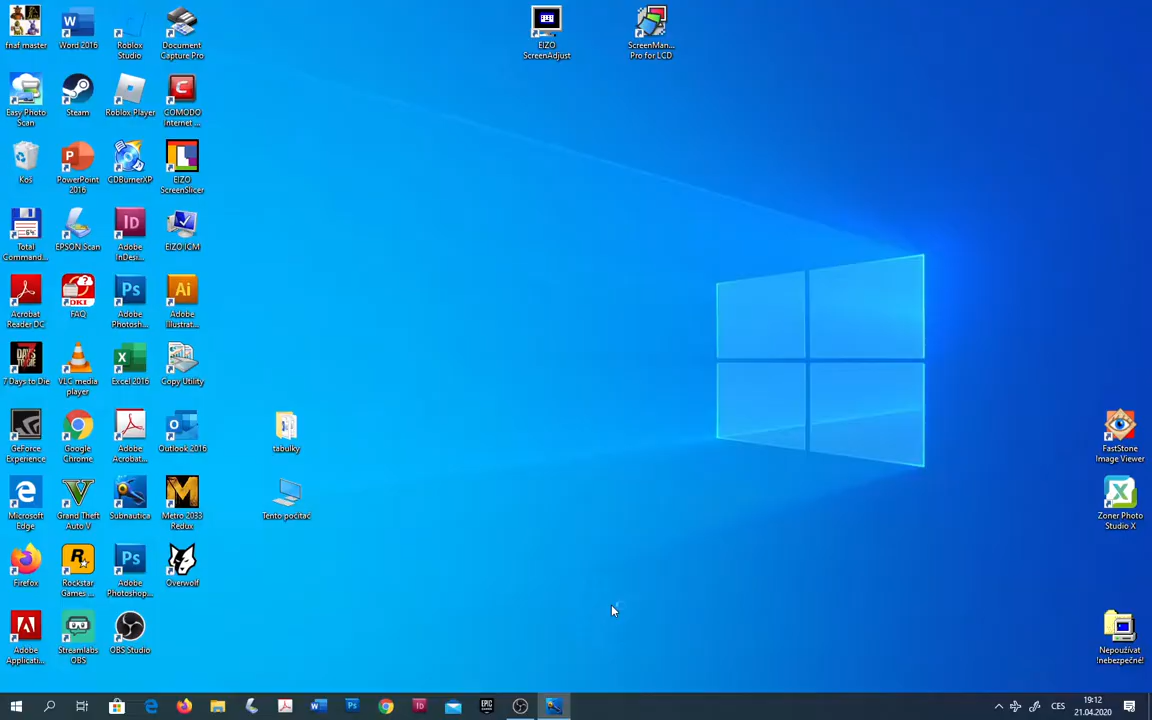 fnaf master
Word 2016
Roblox
Studio
Document
Capture Pro
EIZO
ScreenAdjust
ScreenMan...
Pro for LCD
Easy Photo
Scan
Steam
Roblox Player
COMODO
Internet ...
Koš
PowerPoint
2016
CDBurnerXP
EIZO
ScreenSlicer
Total
Command...
EPSON Scan
Adobe
InDesi...
EIZO ICM
Acrobat
Reader DC
FAQ
Adobe
Photosh...
Adobe
Illustrat...
7 Days to Die
VLC media
player
Excel 2016
Copy Utility
GeForce
Experience
Google
Chrome
Adobe
Acrobat...
Outlook 2016
tabulky
FastStone
Image Viewer
Microsoft
Edge
Grand Theft
Auto V
Subnautica
Metro 2033
Redux
Tento počítač
Zoner Photo
Studio X
Firefox
Rockstar
Games ...
Adobe
Photoshop...
Overwolf
Adobe
Applicati...
Streamlabs
OBS
OBS Studio
Nepoužívat
!nebezpečné!
CES
19:12
21.04.2020